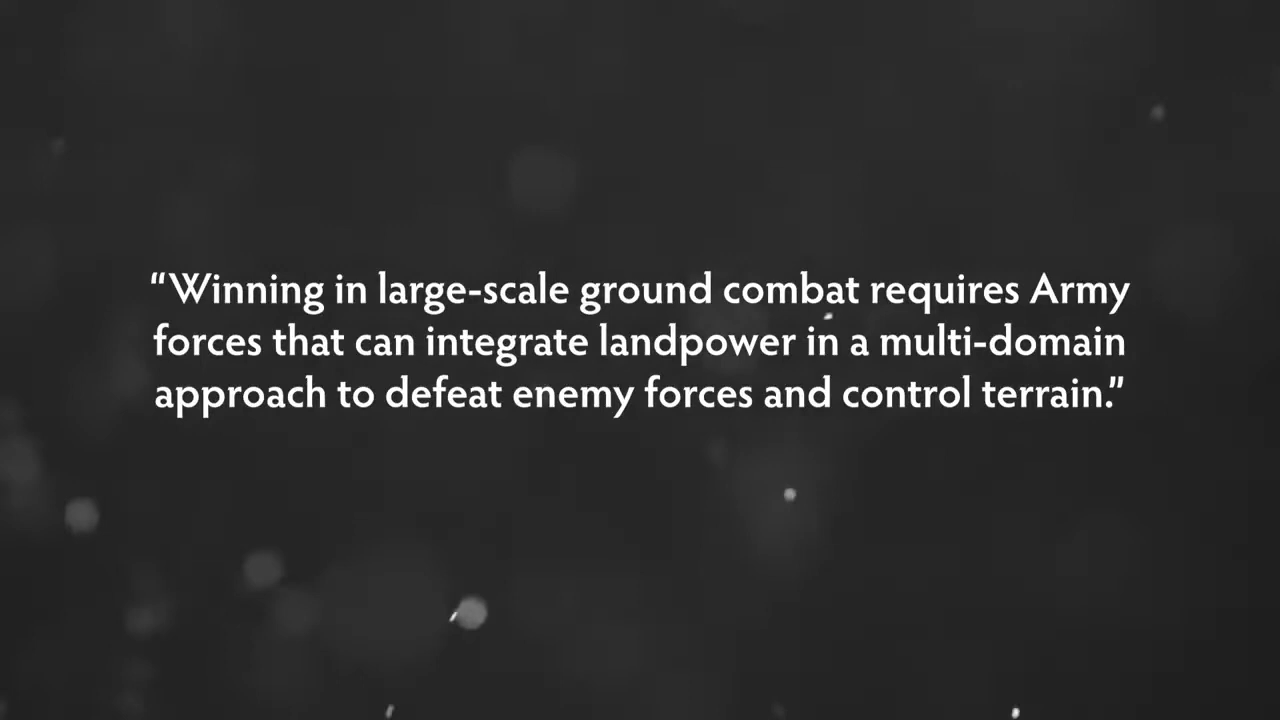 “Winning in large-scale ground combat requires Army
forces that can integrate landpower in a multi-domain
approach to defeat enemy forces and control terrain.”